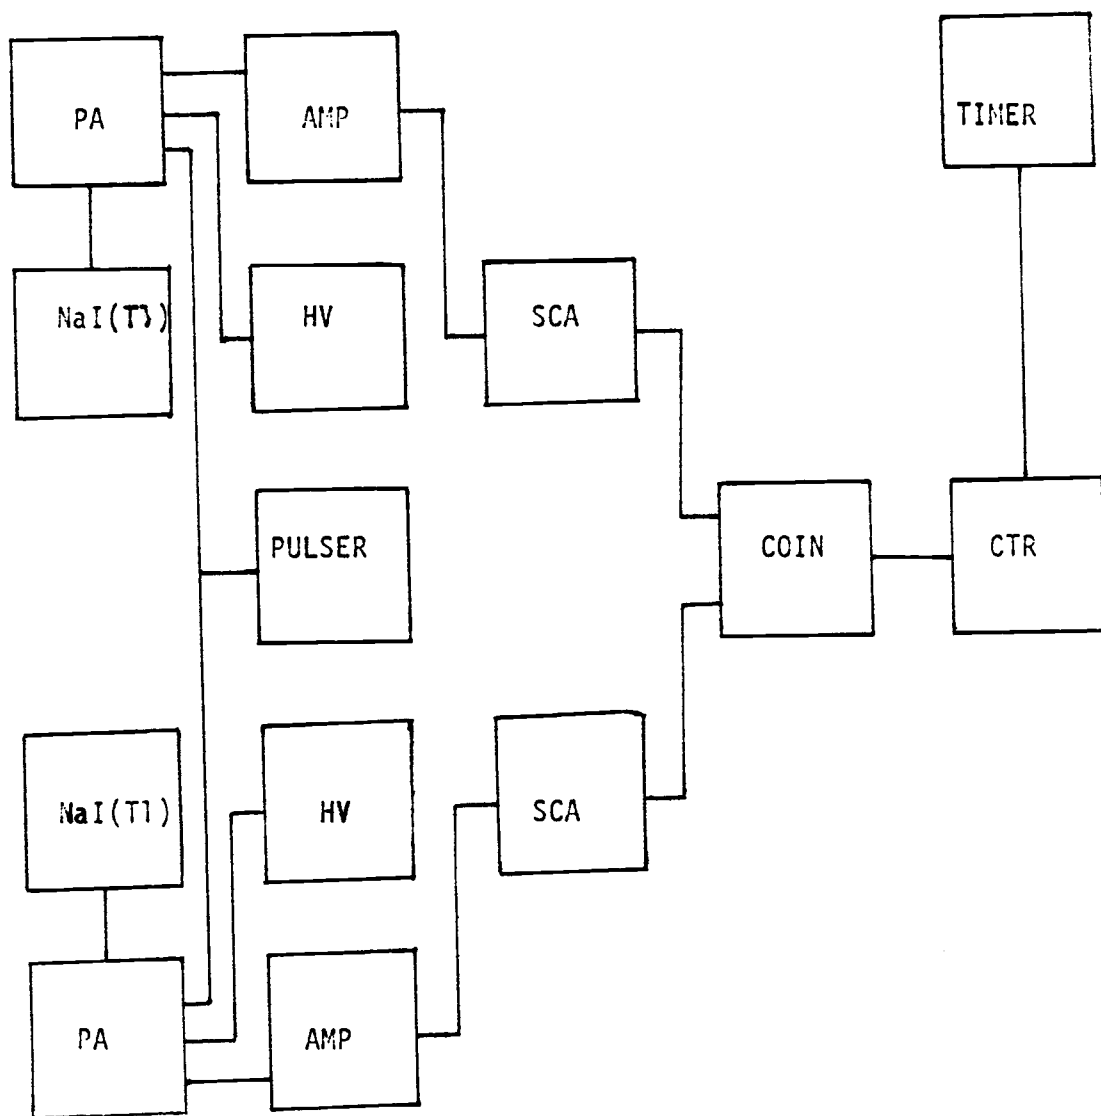 PA
AMP
TIMER
NaI(Tl)
HV
SCA
PULSER
COIN
CTR
NaI(Tl)
HV
SCA
PA
AMP